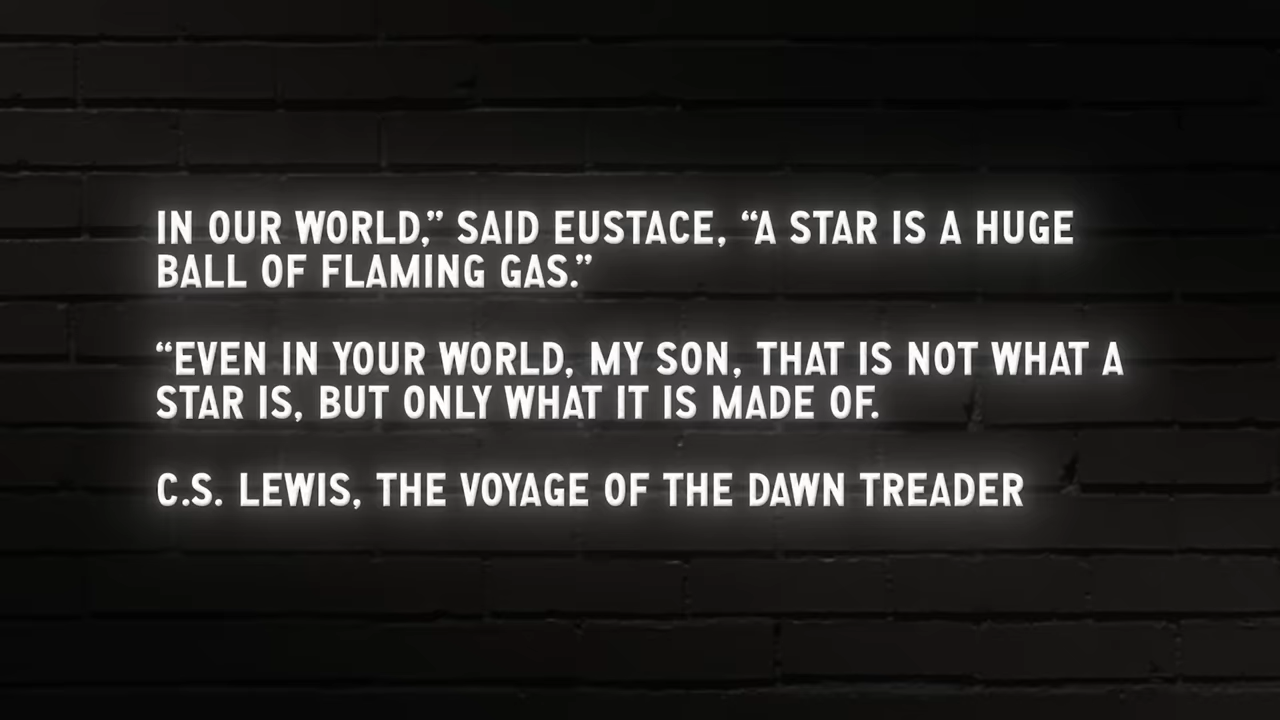 IN OUR WORLD,” SAID EUSTACE, “A STAR IS A HUGE
BALL OF FLAMING GAS.”
“EVEN IN YOUR WORLD, MY SON, THAT IS NOT WHAT A
STAR IS, BUT ONLY WHAT IT IS MADE OF.
C.S. LEWIS, THE VOYAGE OF THE DAWN TREADER